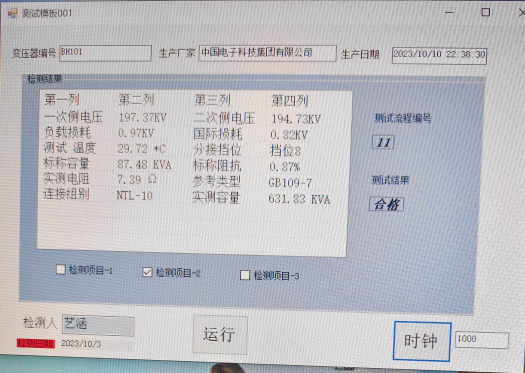 测试模板001
变压器编号 BH101 生产厂家 中国电子科技集团有限公司 生产日期 2023/10/10 22:38:30
检测结果
第一列 第二列 第三列 第四列
一次侧电压 197.37KV 二次侧电压 194.73KV
负载损耗 0.97KV 国际损耗 0.82KV
测试 温度 29.72 *C 分接挡位 挡位8
标称容量 87.48 KVA 标称阻抗 0.87%
实测电阻 7.39 Ω 参考类型 GB109-7
连接组别 NTL-10 实测容量 631.83 KVA
测试流程编号
11
测试结果
合格
检测项目-1 检测项目-2 检测项目-3
检测人 艺涵 运行 时钟 1000
检测日期 2023/10/3